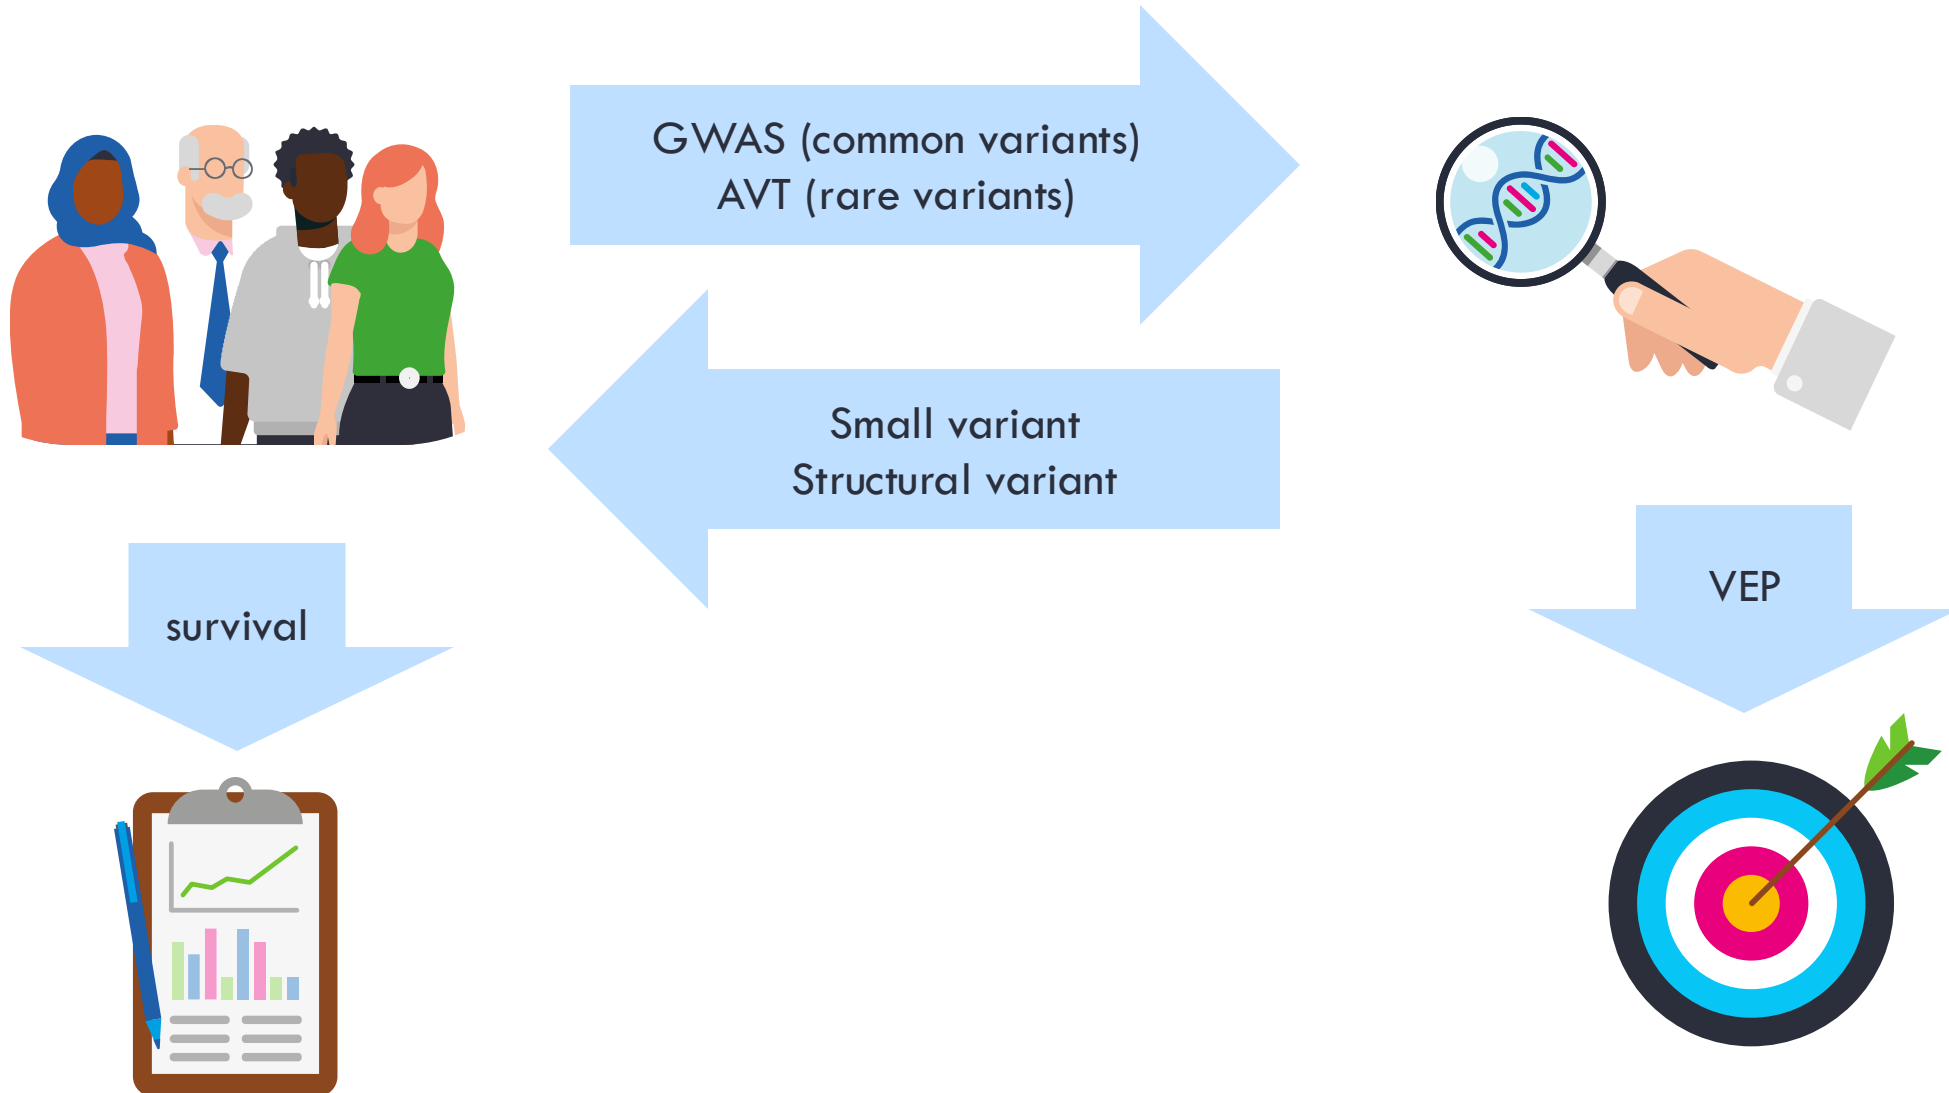 GWAS (common variants)
AVT (rare variants)
Small variant
Structural variant
survival
VEP